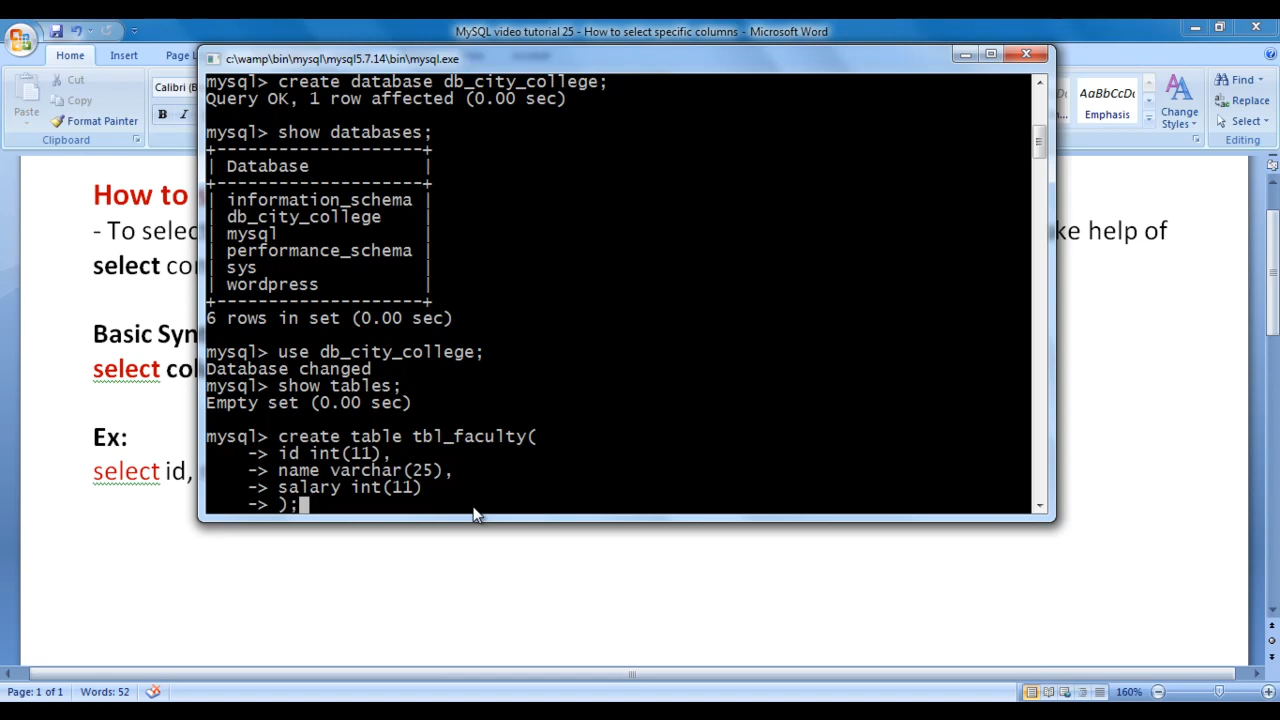 MySQL video tutorial 25 - How to select specific columns - Microsoft Word
Home Insert Page L
Cut
Copy
Format Painter
Paste
Clipboard
Calibri (B
B I
AaBbCcDc
Emphasis
Change
Styles
Find
Replace
Select
Editing
c:\wamp\bin\mysql\mysql5.7.14\bin\mysql.exe
mysql> create database db_city_college;
Query OK, 1 row affected (0.00 sec)
mysql> show databases;
+--------------------+
| Database           |
+--------------------+
| information_schema |
| db_city_college    |
| mysql              |
| performance_schema |
| sys                |
| wordpress          |
+--------------------+
6 rows in set (0.00 sec)
mysql> use db_city_college;
Database changed
mysql> show tables;
Empty set (0.00 sec)
mysql> create table tbl_faculty(
    -> id int(11),
    -> name varchar(25),
    -> salary int(11)
    -> );
How to
- To selec ke help of
select co
Basic Syn
select col
Ex:
select id,
Page: 1 of 1 Words: 52 160%